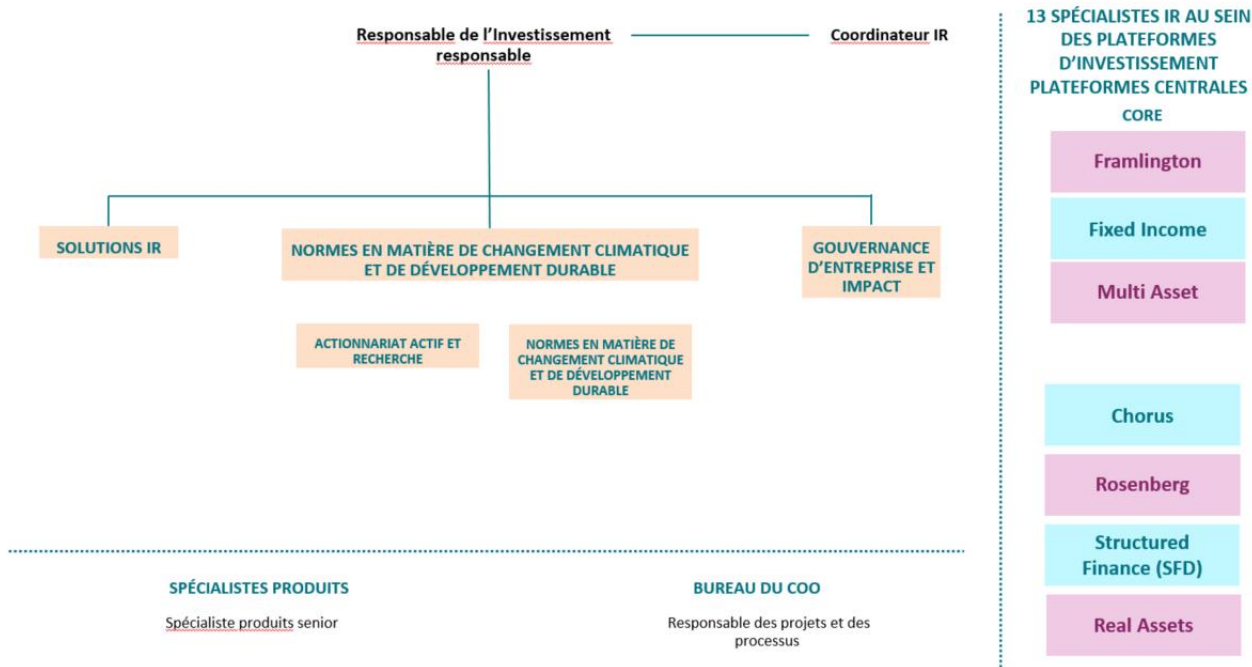 Responsable de l'Investissement
responsable
Coordinateur IR
SOLUTIONS IR
NORMES EN MATIÈRE DE CHANGEMENT CLIMATIQUE
ET DE DÉVELOPPEMENT DURABLE
GOUVERNANCE
D'ENTREPRISE ET
IMPACT
ACTIONNARIAT ACTIF ET
RECHERCHE
NORMES EN MATIÈRE DE
CHANGEMENT CLIMATIQUE
ET DE DÉVELOPPEMENT
DURABLE
SPÉCIALISTES PRODUITS
Spécialiste produits senior
BUREAU DU COO
Responsable des projets et des
processus
13 SPÉCIALISTES IR AU SEIN
DES PLATEFORMES
D'INVESTISSEMENT
PLATEFORMES CENTRALES
CORE
Framlington
Fixed Income
Multi Asset
Chorus
Rosenberg
Structured
Finance (SFD)
Real Assets